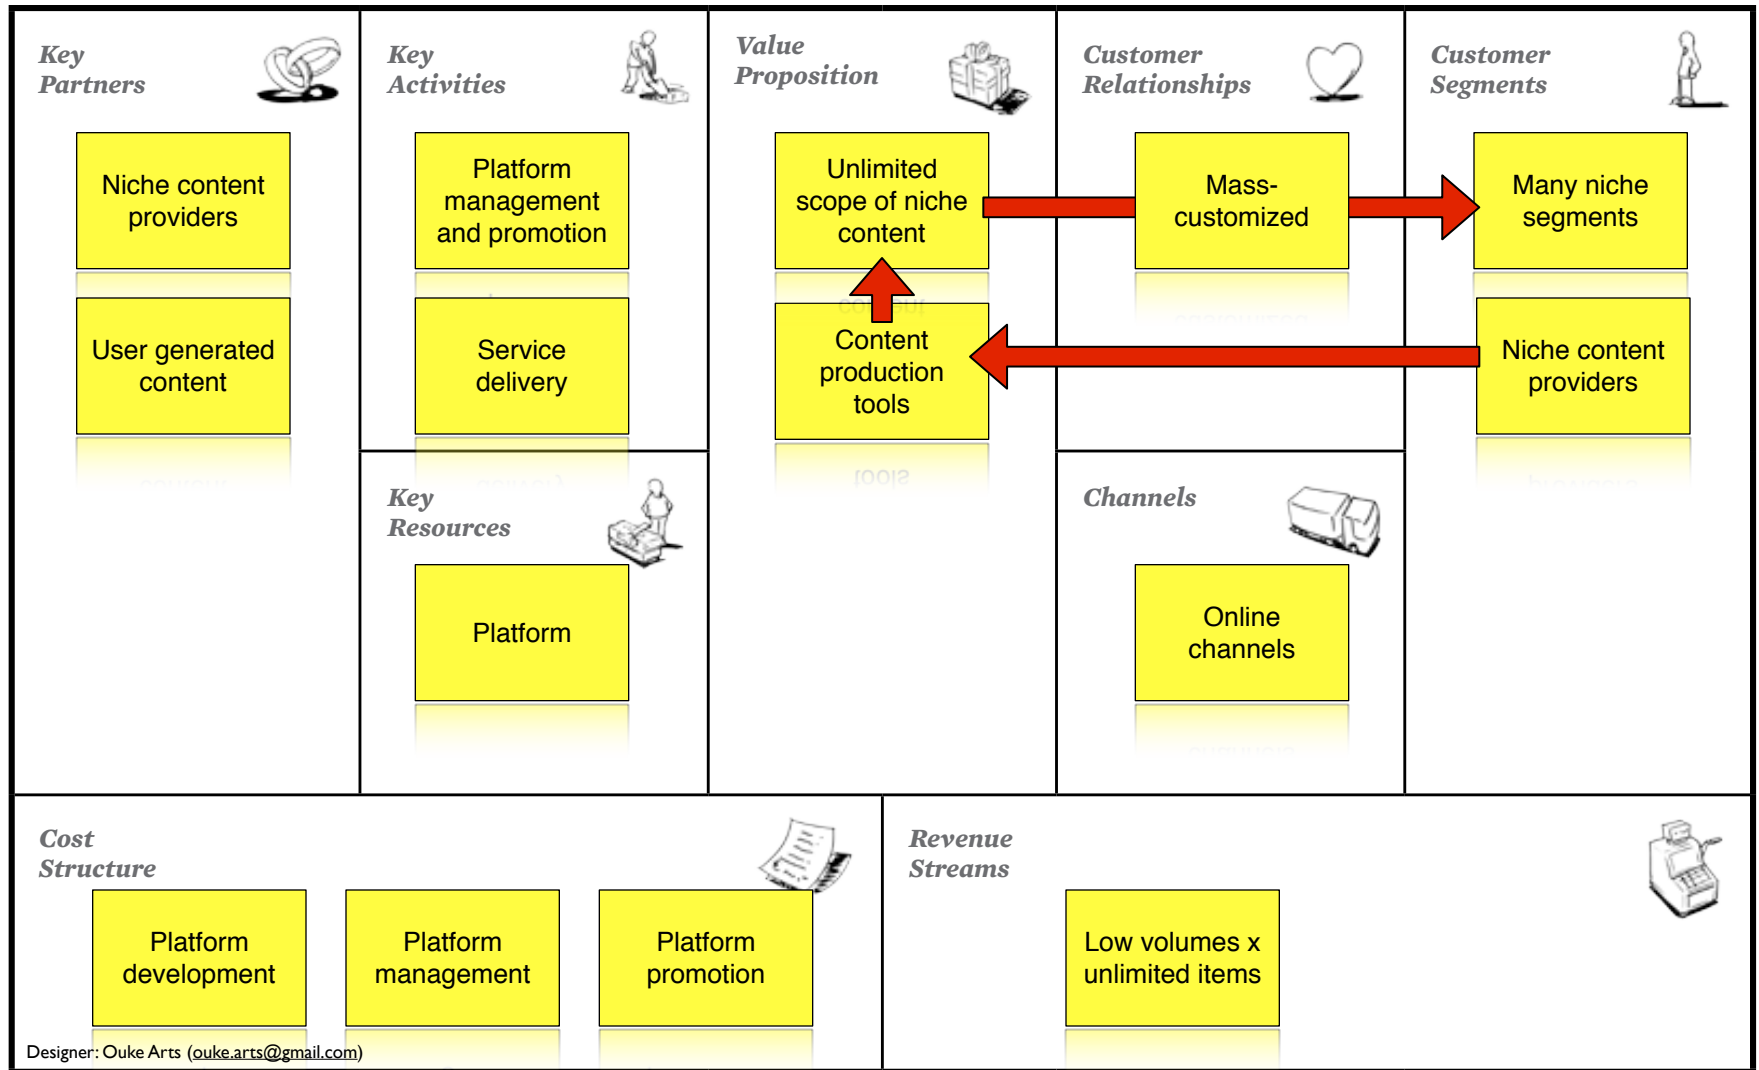 Key
Partners
Niche content
providers
User generated
content
Key
Activities
Platform
management
and promotion
Service
delivery
Key
Resources
Platform
Value
Proposition
Unlimited
scope of niche
content
Content
production
tools
Customer
Relationships
Mass-
customized
Channels
Online
channels
Customer
Segments
Many niche
segments
Niche content
providers
Cost
Structure
Platform
development
Platform
management
Platform
promotion
Revenue
Streams
Low volumes x
unlimited items
Designer: Ouke Arts (ouke.arts@gmail.com)